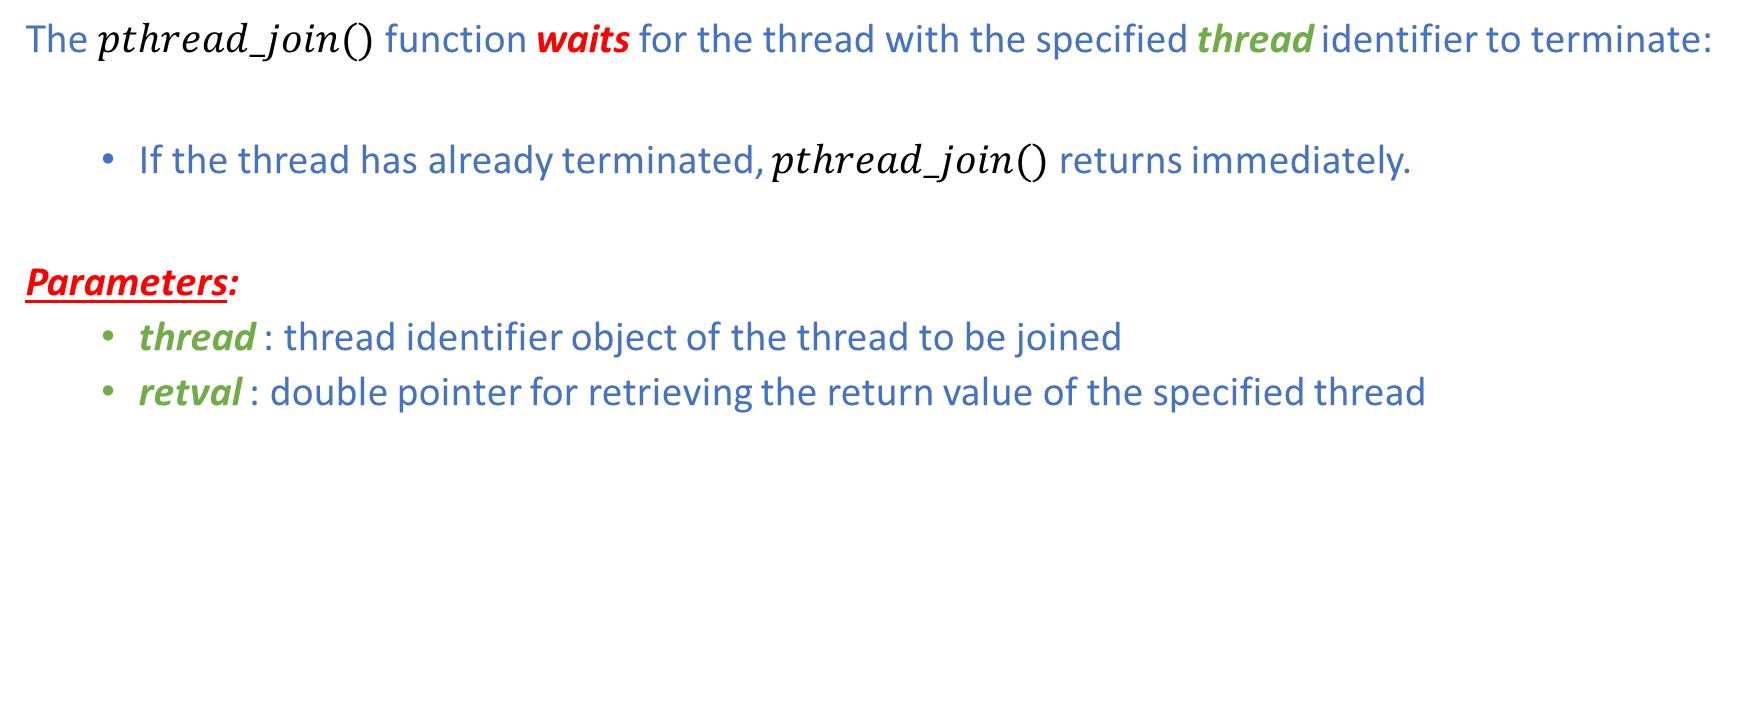 The pthread_join() function waits for the thread with the specified thread identifier to terminate:
• If the thread has already terminated, pthread_join() returns immediately.
Parameters:
• thread : thread identifier object of the thread to be joined
• retval : double pointer for retrieving the return value of the specified thread